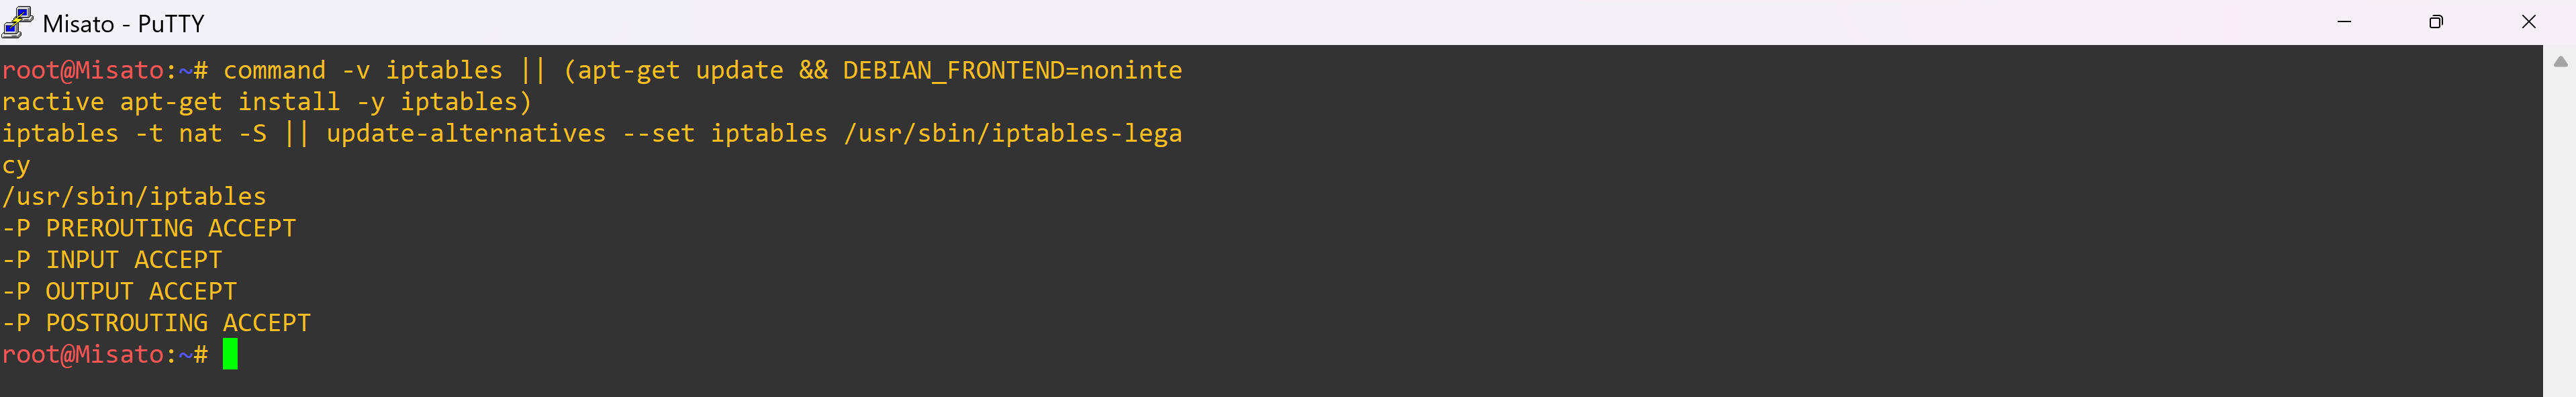 Misato - PuTTY
root@Misato:~# command -v iptables || (apt-get update && DEBIAN_FRONTEND=noninte
ractive apt-get install -y iptables)
iptables -t nat -S || update-alternatives --set iptables /usr/sbin/iptables-lega
cy
/usr/sbin/iptables
-P PREROUTING ACCEPT
-P INPUT ACCEPT
-P OUTPUT ACCEPT
-P POSTROUTING ACCEPT
root@Misato:~#